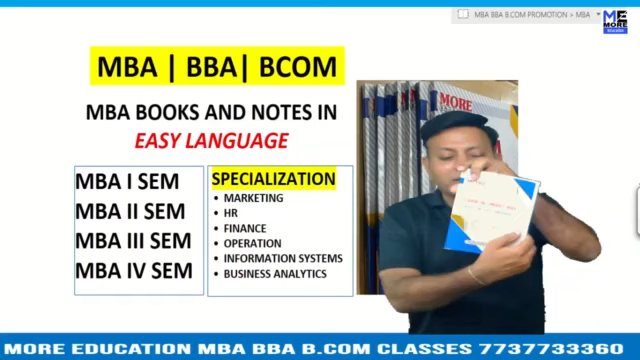 MBA BBA B.COM PROMOTION > MBA
MORE
MBA | BBA| BCOM
MBA BOOKS AND NOTES IN
EASY LANGUAGE
MBA I SEM
MBA II SEM
MBA III SEM
MBA IV SEM
SPECIALIZATION
• MARKETING
• HR
• FINANCE
• OPERATION
• INFORMATION SYSTEMS
• BUSINESS ANALYTICS
MORE
MORE EDUCATION MBA BBA B.COM CLASSES 7737733360